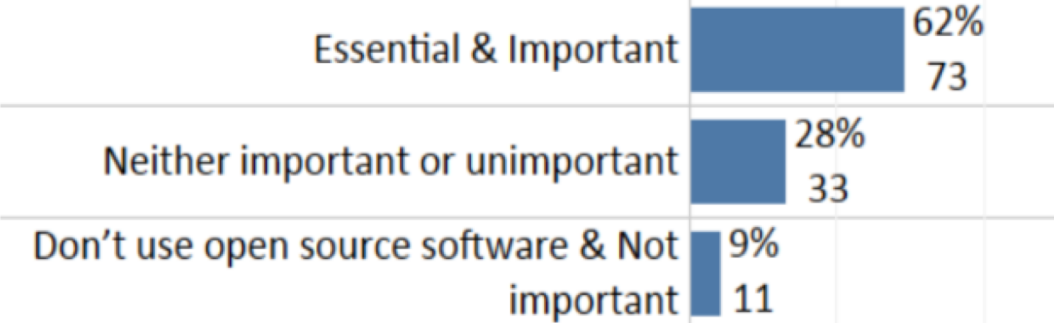 Essential & Important
62%
73
Neither important or unimportant
28%
33
Don't use open source software & Not
important
9%
11